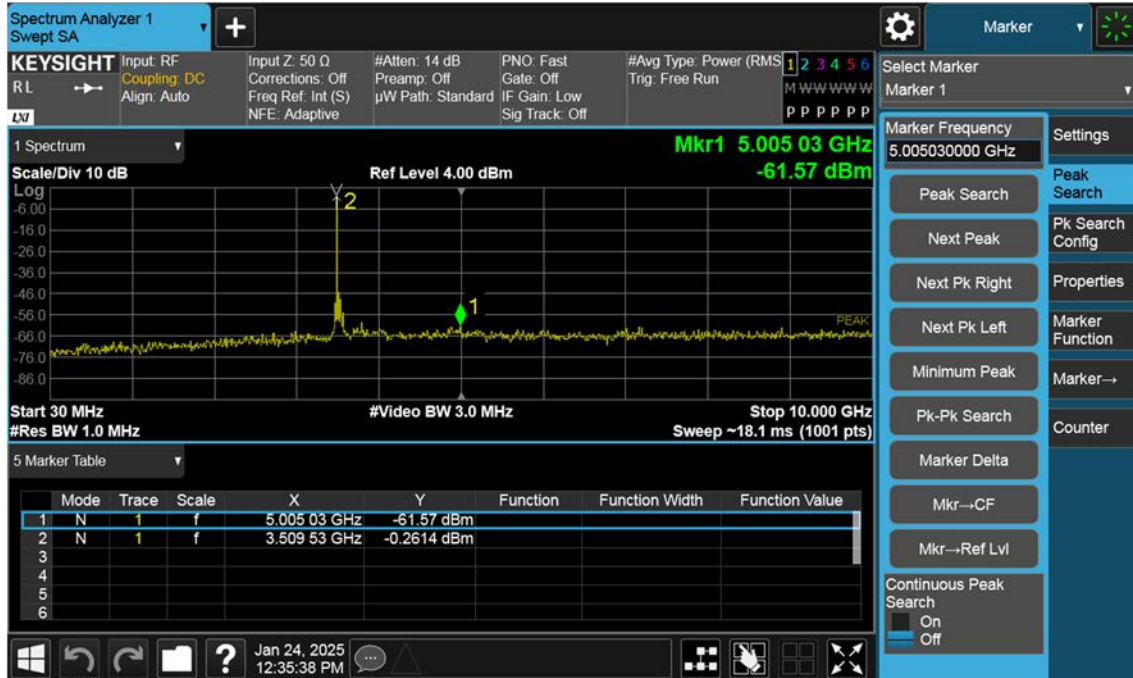 Spectrum Analyzer 1
Swept SA
Marker
KEYSIGHT
RL
LXI
Input: RF
Coupling: DC
Align: Auto
Input Z: 50 Ω
Corrections: Off
Freq Ref: Int (S)
NFE: Adaptive
#Atten: 14 dB
Preamp: Off
µW Path: Standard
PNO: Fast
Gate: Off
IF Gain: Low
Sig Track: Off
#Avg Type: Power (RMS
Trig: Free Run
1 2 3 4 5 6
M W W W W W
P P P P P P
1 Spectrum
Scale/Div 10 dB
Ref Level 4.00 dBm
Mkr1 5.005 03 GHz
-61.57 dBm
Log
-6.00
-16.0
-26.0
-36.0
-46.0
-56.0
-66.0
-76.0
-86.0
2
1
PEAK
Start 30 MHz
#Video BW 3.0 MHz
Stop 10.000 GHz
#Res BW 1.0 MHz
Sweep ~18.1 ms (1001 pts)
5 Marker Table
Mode Trace Scale X Y Function Function Width Function Value
1 N 1 f 5.005 03 GHz -61.57 dBm
2 N 1 f 3.509 53 GHz -0.2614 dBm
3
4
5
6
Jan 24, 2025
12:35:38 PM
Select Marker
Marker 1
Marker Frequency
5.005030000 GHz
Peak Search
Next Peak
Next Pk Right
Next Pk Left
Minimum Peak
Pk-Pk Search
Marker Delta
Mkr→CF
Mkr→Ref Lvl
Continuous Peak
Search
On
Off
Settings
Peak
Search
Pk Search
Config
Properties
Marker
Function
Marker→
Counter